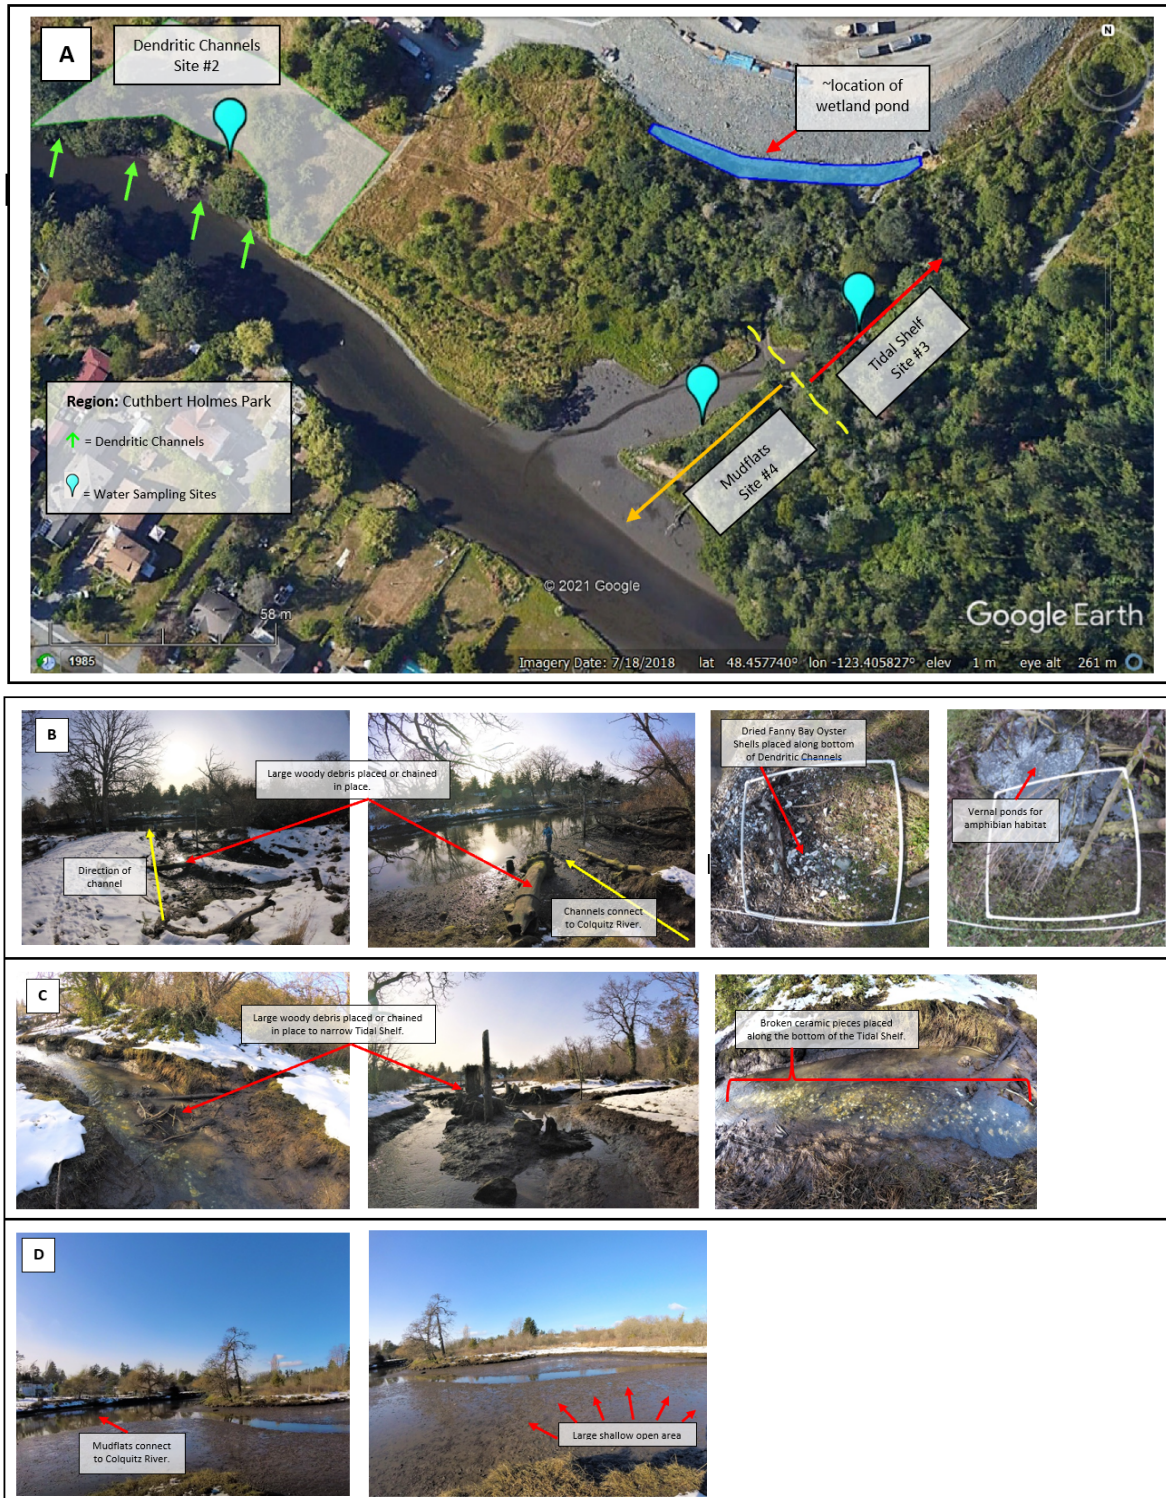 A
Dendritic Channels
Site #2
~location of
wetland pond
N
Tidal Shelf
Site #3
Mudflats
Site #4
Region: Cuthbert Holmes Park
= Dendritic Channels
= Water Sampling Sites
© 2021 Google
Google Earth
58 m
1985
Imagery Date: 7/18/2018 lat 48.457740° lon -123.405827° elev 1 m eye alt 261 m
B
Large woody debris placed or chained
in place.
Direction of
channel
Channels connect
to Colquitz River.
Dried Fanny Bay Oyster
Shells placed along bottom
of Dendritic Channels
Vernal ponds for
amphibian habitat
C
Large woody debris placed or chained
in place to narrow Tidal Shelf.
Broken ceramic pieces placed
along the bottom of the Tidal Shelf.
D
Mudflats connect
to Colquitz River.
Large shallow open area